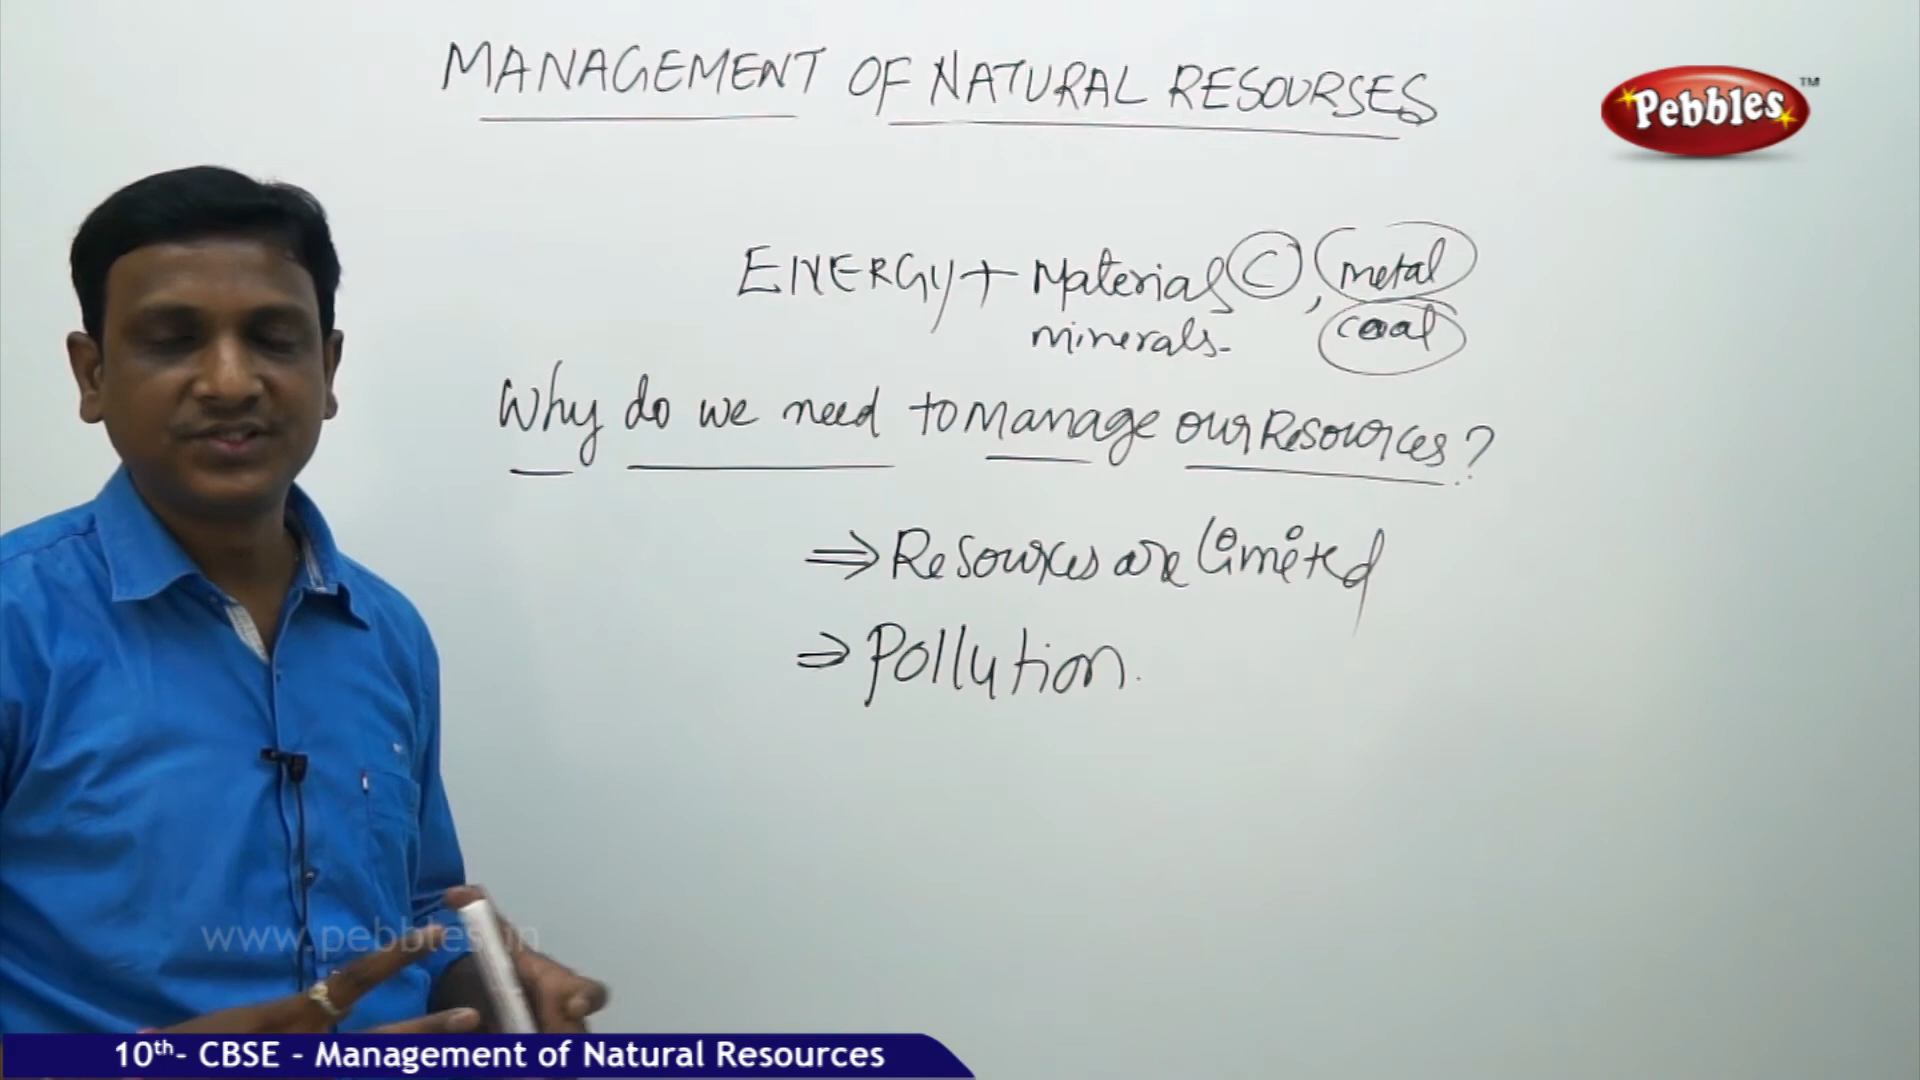 MANAGEMENT OF NATURAL RESOURSES
Pebbles™
ENERGY + Materials C, metal
minerals. coal
Why do we need to manage our Resources?
⇒ Resources are limited
⇒ Pollution.
www.pebbles.in
10th- CBSE - Management of Natural Resources